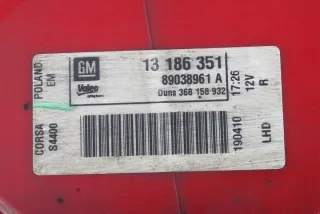 POLAND
EM
GM
Valeo
13 186 351
89038961 A
Duns 368 158 932
17:26
12V
R
CORSA
S4400
190410
LHD